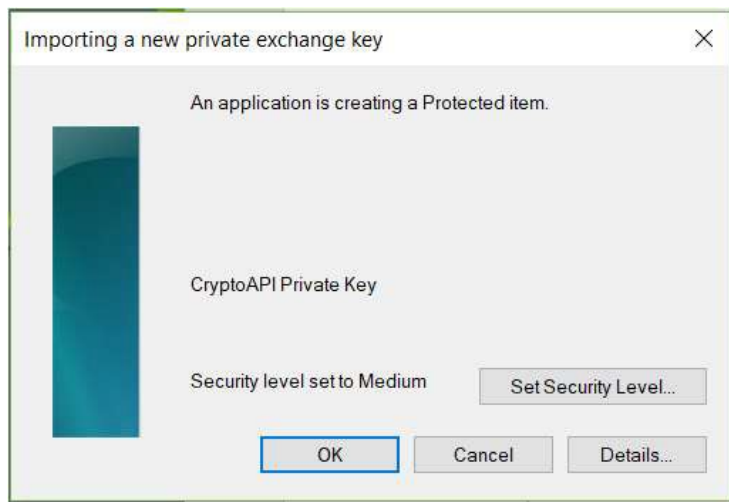 Importing a new private exchange key
An application is creating a Protected item.
CryptoAPI Private Key
Security level set to Medium
Set Security Level...
OK
Cancel
Details...